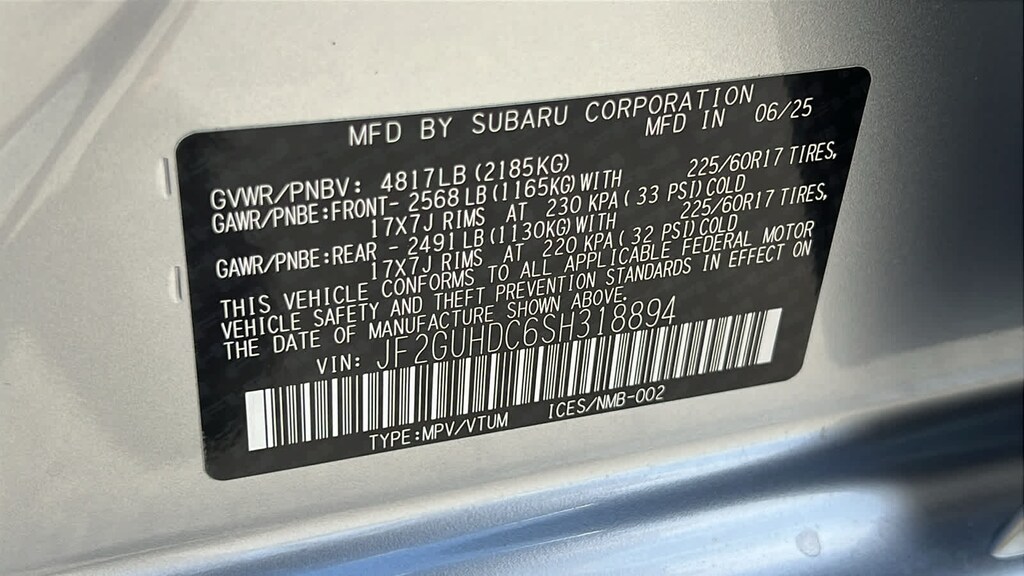 MFD BY SUBARU CORPORATION
MFD IN 06/25
GVWR/PNBV: 4817LB (2185KG)
GAWR/PNBE:FRONT- 2568 LB (1165KG) WITH 225/60R17 TIRES,
17X7J RIMS AT 230 KPA ( 33 PSI) COLD
GAWR/PNBE:REAR - 2491 LB (1130KG) WITH 225/60R17 TIRES,
17X7J RIMS AT 220 KPA ( 32 PSI) COLD
THIS VEHICLE CONFORMS TO ALL APPLICABLE FEDERAL MOTOR
VEHICLE SAFETY AND THEFT PREVENTION STANDARDS IN EFFECT ON
THE DATE OF MANUFACTURE SHOWN ABOVE.
VIN: JF2GUHDC6SH318894
TYPE:MPV/VTUM ICES/NMB-002